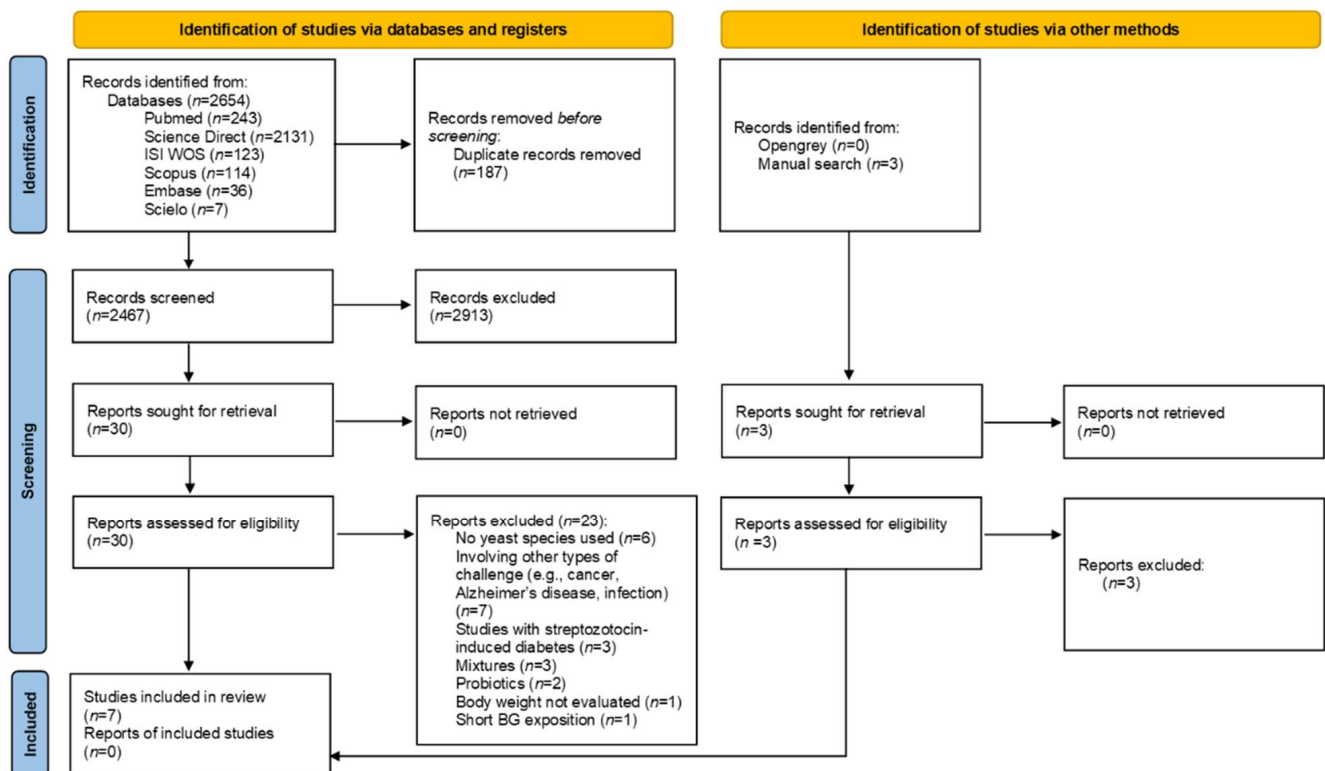 Identification of studies via databases and registers
Identification of studies via other methods
Identification
Records identified from:
Databases (n=2654)
Pubmed (n=243)
Science Direct (n=2131)
ISI WOS (n=123)
Scopus (n=114)
Embase (n=36)
Scielo (n=7)
Records removed before
screening:
Duplicate records removed
(n=187)
Records identified from:
Opengrey (n=0)
Manual search (n=3)
Screening
Records screened
(n=2467)
Records excluded
(n=2913)
Reports sought for retrieval
(n=30)
Reports not retrieved
(n=0)
Reports sought for retrieval
(n=3)
Reports not retrieved
(n=0)
Reports assessed for eligibility
(n=30)
Reports excluded (n=23):
No yeast species used (n=6)
Involving other types of
challenge (e.g., cancer,
Alzheimer's disease, infection)
(n=7)
Studies with streptozotocin-
induced diabetes (n=3)
Mixtures (n=3)
Probiotics (n=2)
Body weight not evaluated (n=1)
Short BG exposition (n=1)
Reports assessed for eligibility
(n =3)
Reports excluded:
(n=3)
Included
Studies included in review
(n=7)
Reports of included studies
(n=0)